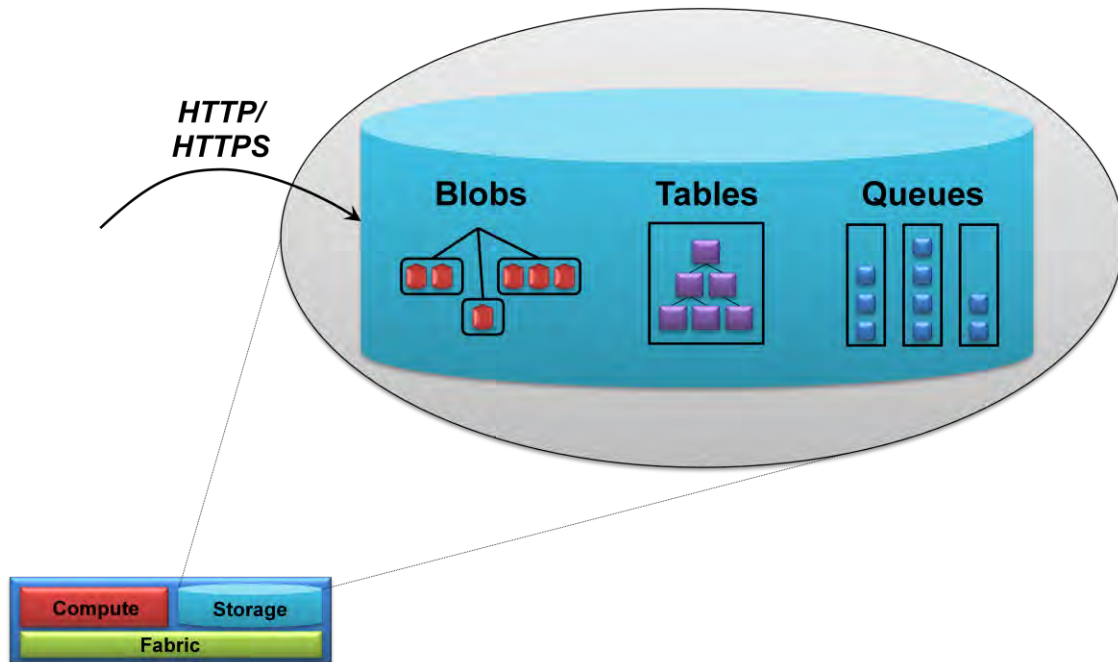 HTTP/
HTTPS
Blobs
Tables
Queues
Compute
Storage
Fabric